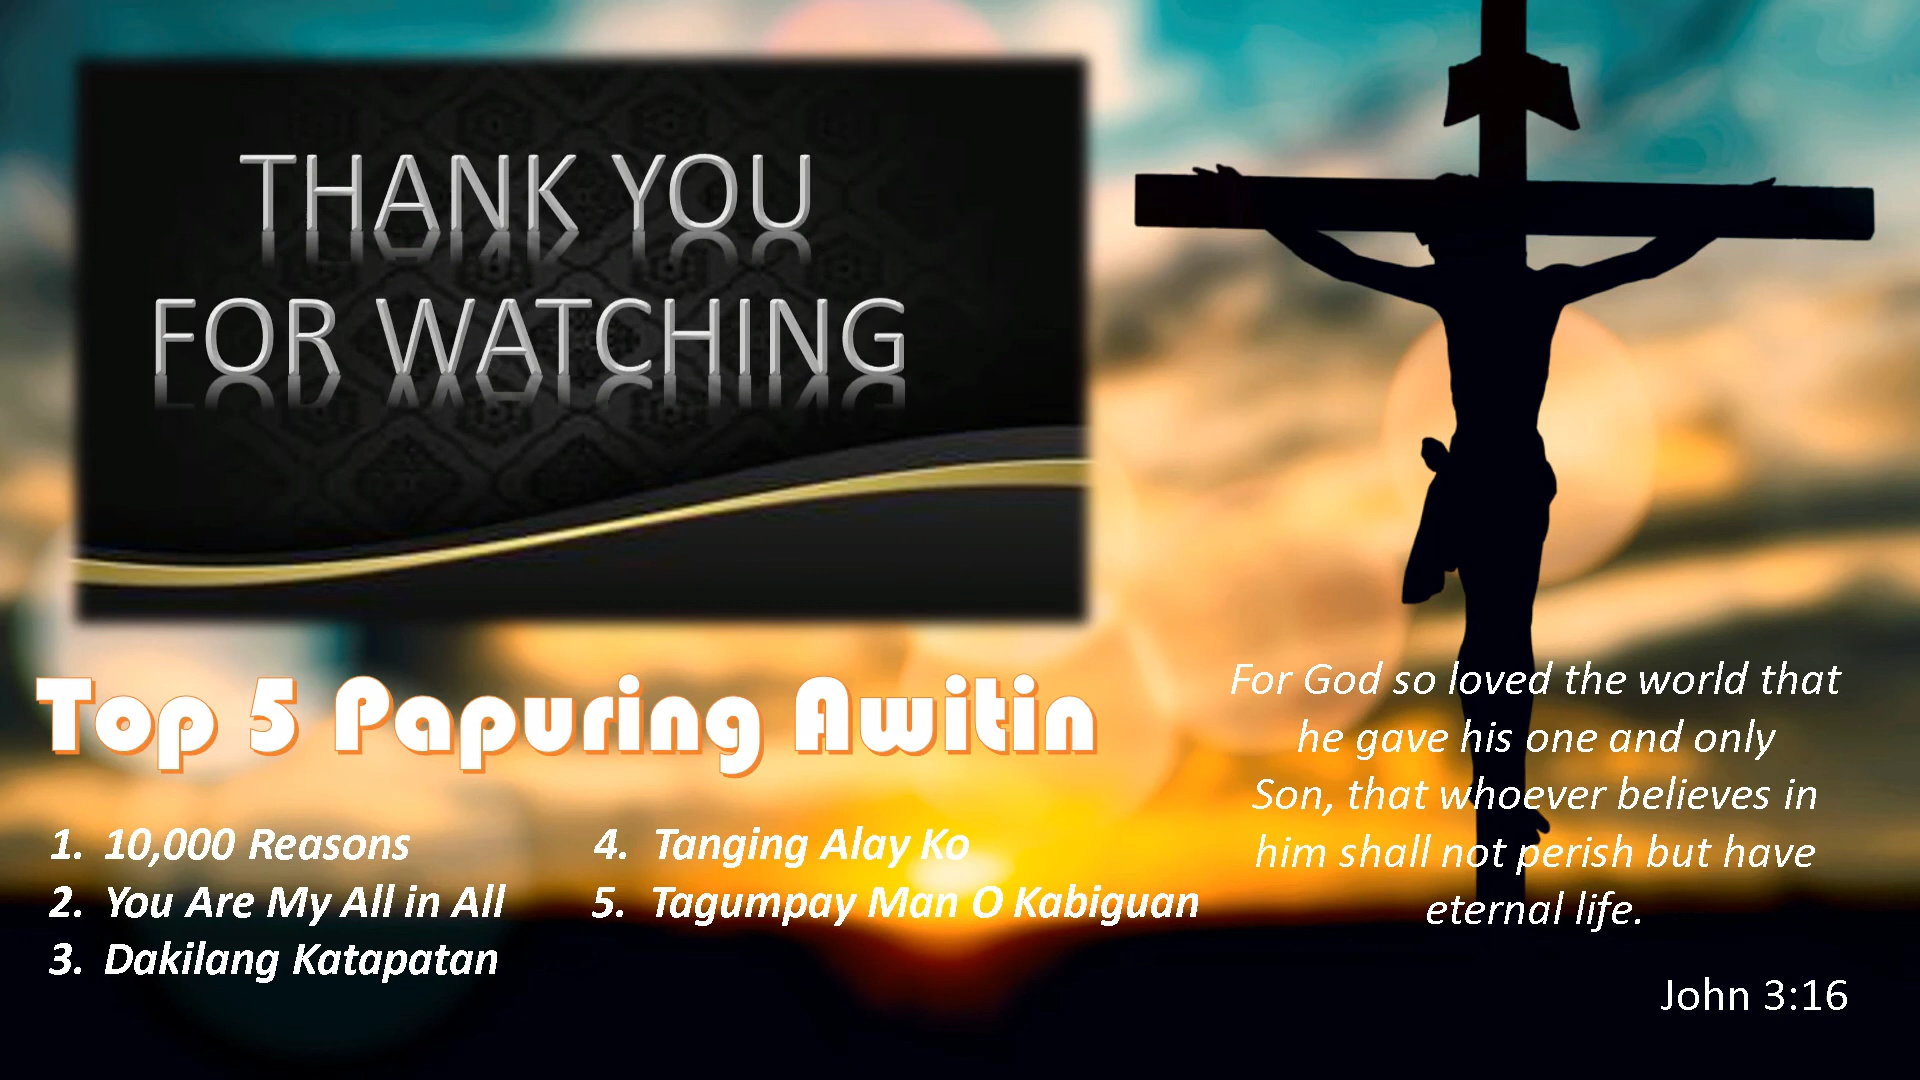 THANK YOU
FOR WATCHING
Top 5 Papuring Awitin
1. 10,000 Reasons
2. You Are My All in All
3. Dakilang Katapatan
4. Tanging Alay Ko
5. Tagumpay Man O Kabiguan
For God so loved the world that
he gave his one and only
Son, that whoever believes in
him shall not perish but have
eternal life.
John 3:16